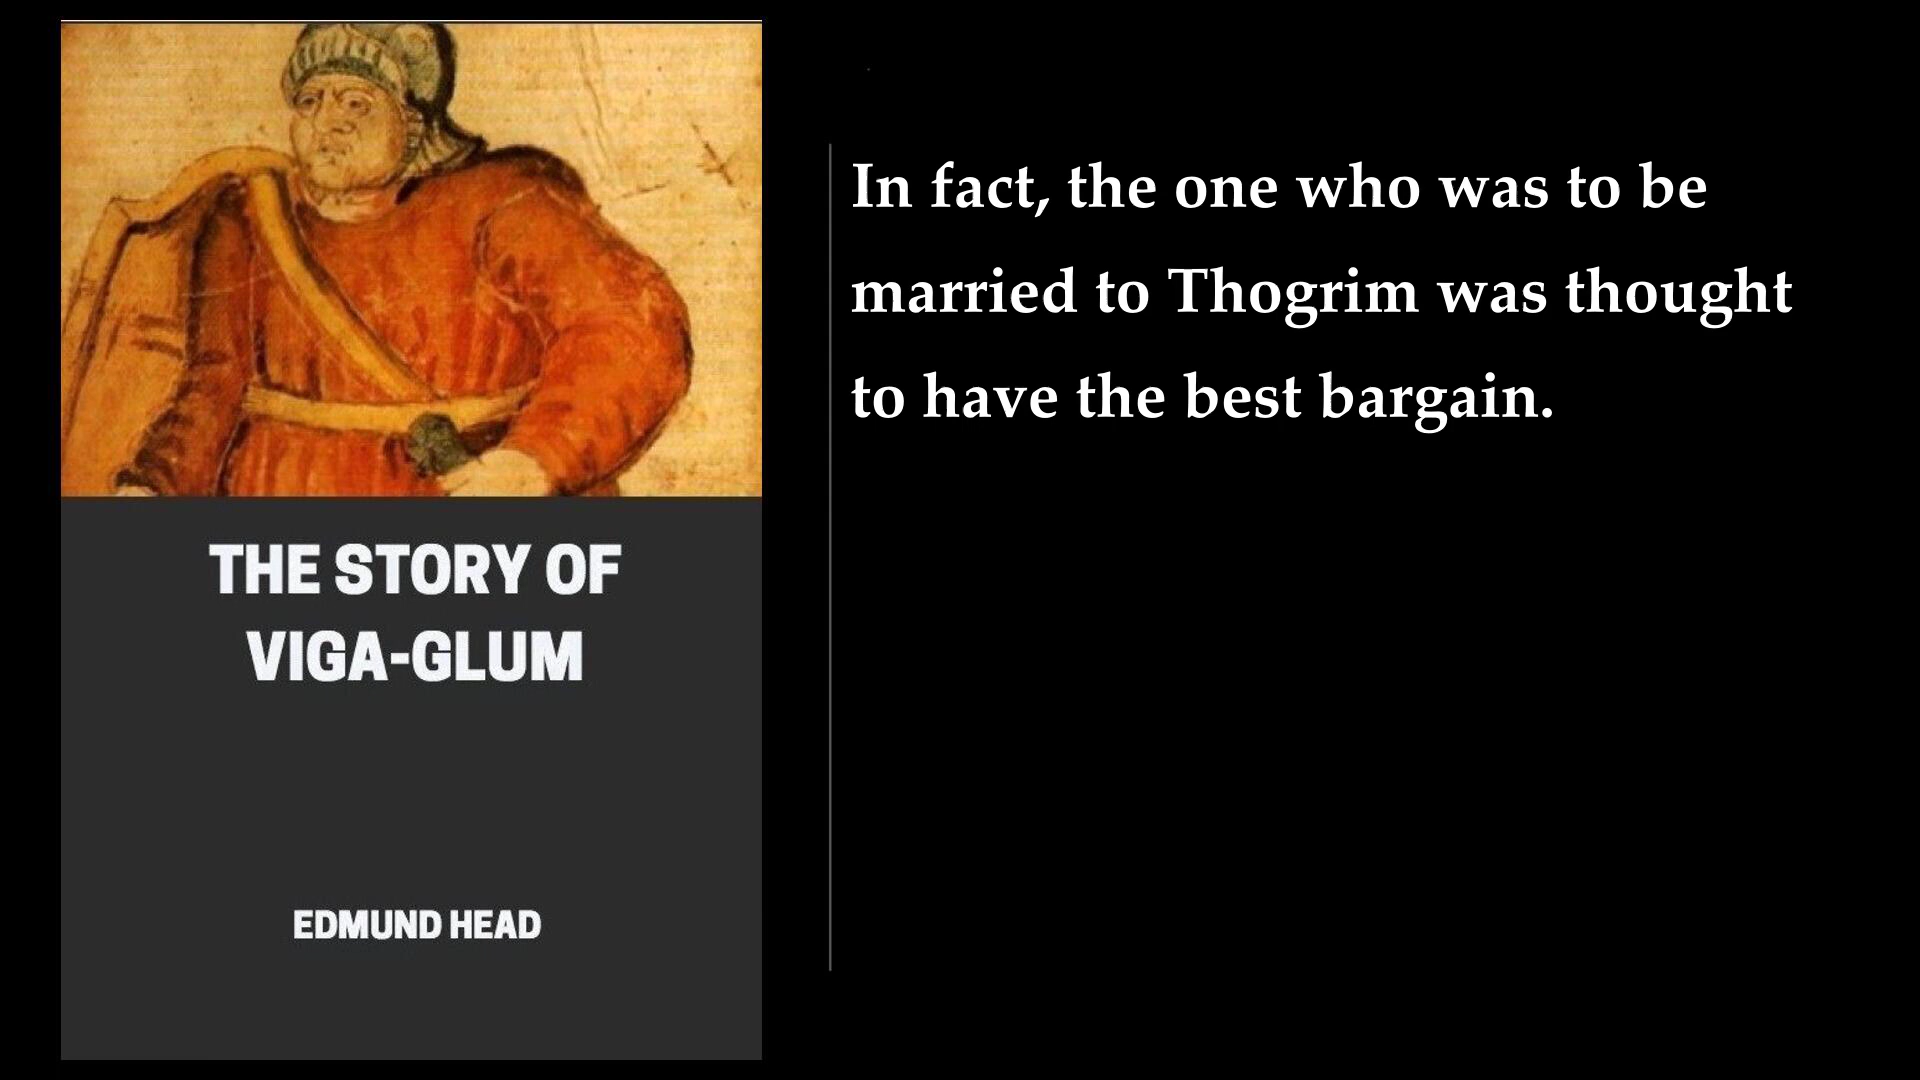 THE STORY OF
VIGA-GLUM
EDMUND HEAD
In fact, the one who was to be
married to Thogrim was thought
to have the best bargain.